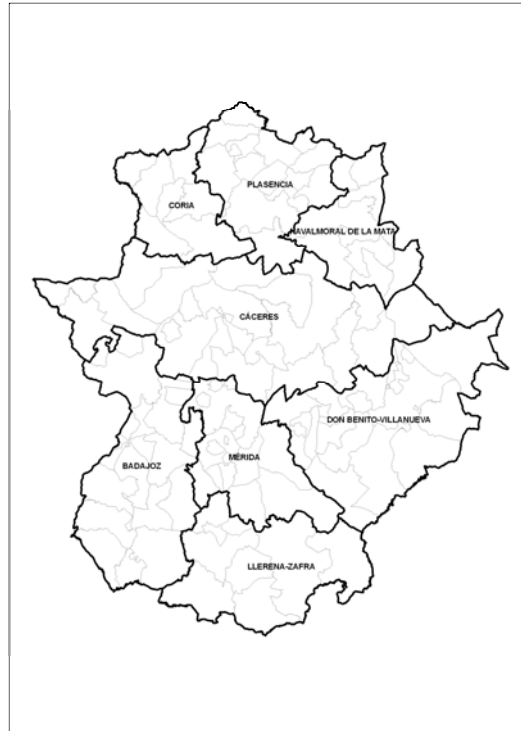 PLASENCIA
CORIA
NAVALMORAL DE LA MATA
CÁCERES
DON BENITO-VILLANUEVA
MÉRIDA
BADAJOZ
LLERENA-ZAFRA